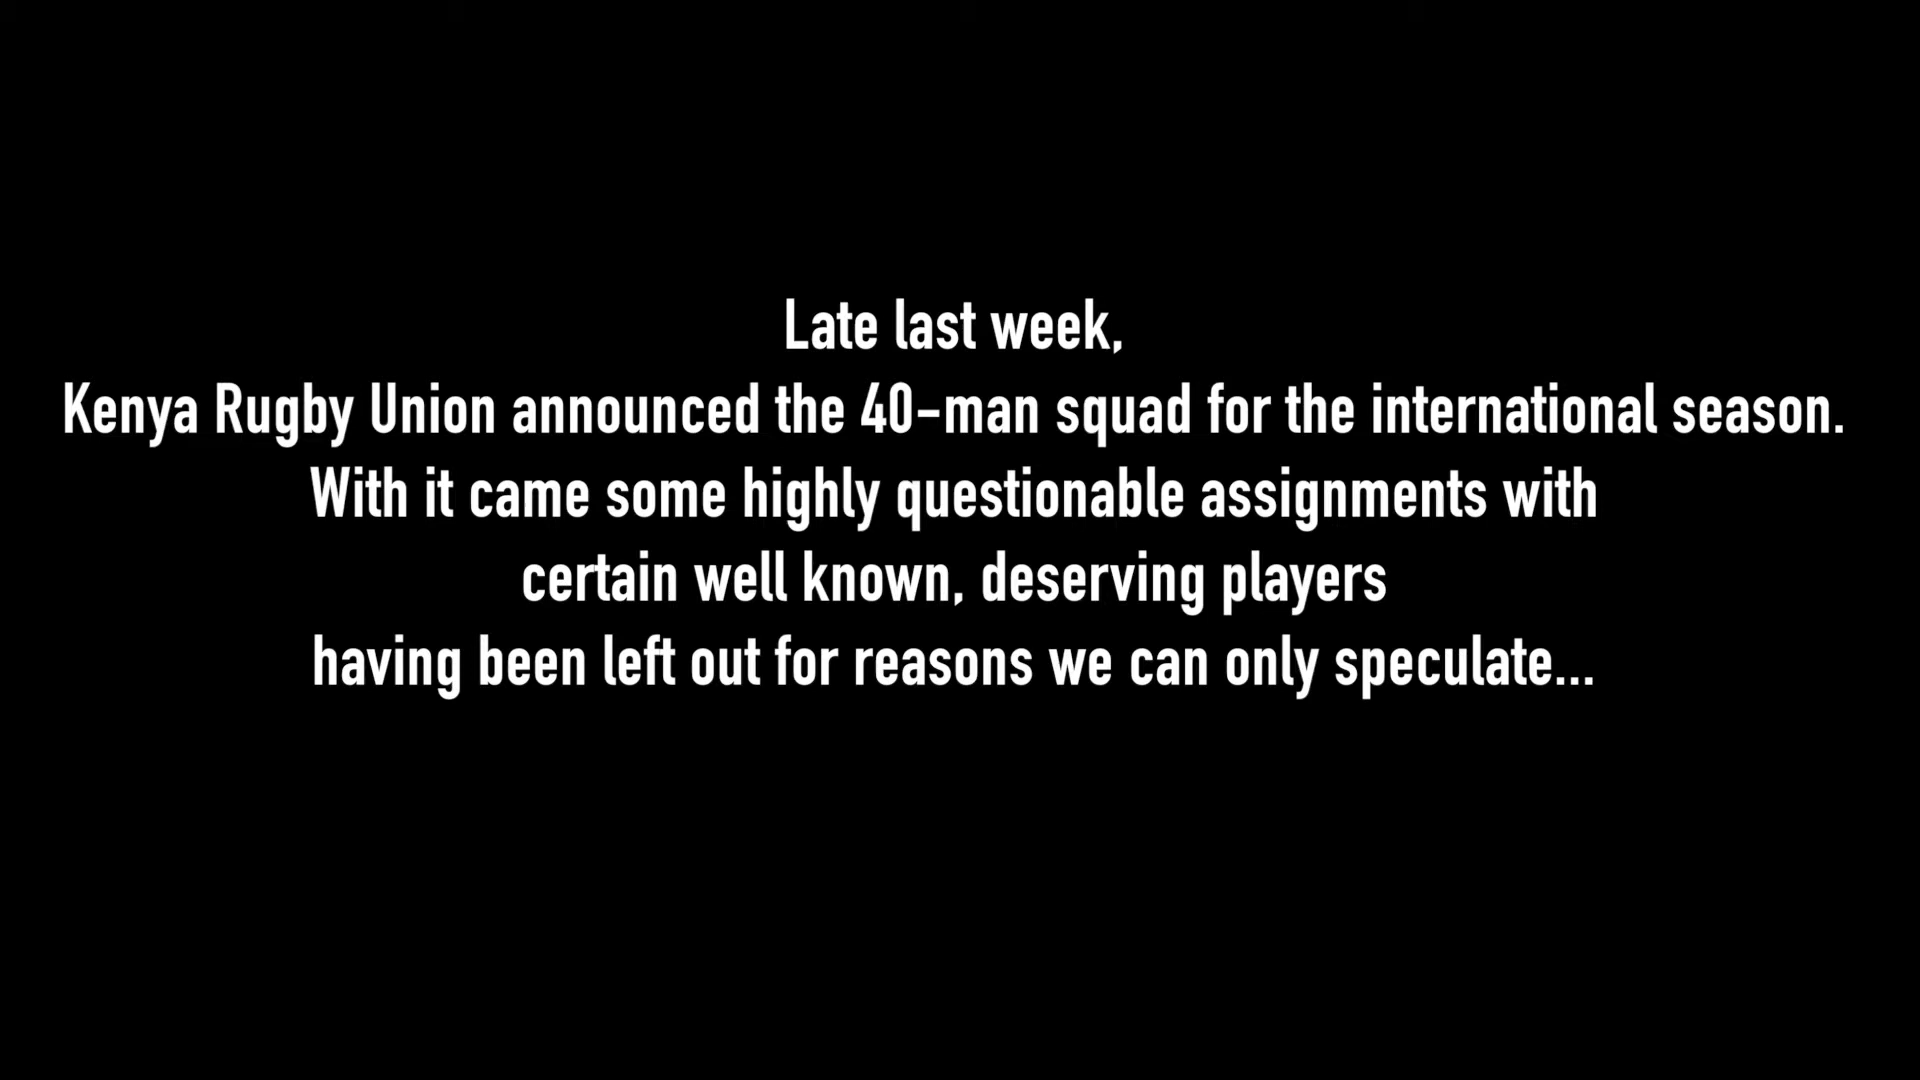 Late last week,
Kenya Rugby Union announced the 40-man squad for the international season.
With it came some highly questionable assignments with
certain well known, deserving players
having been left out for reasons we can only speculate...